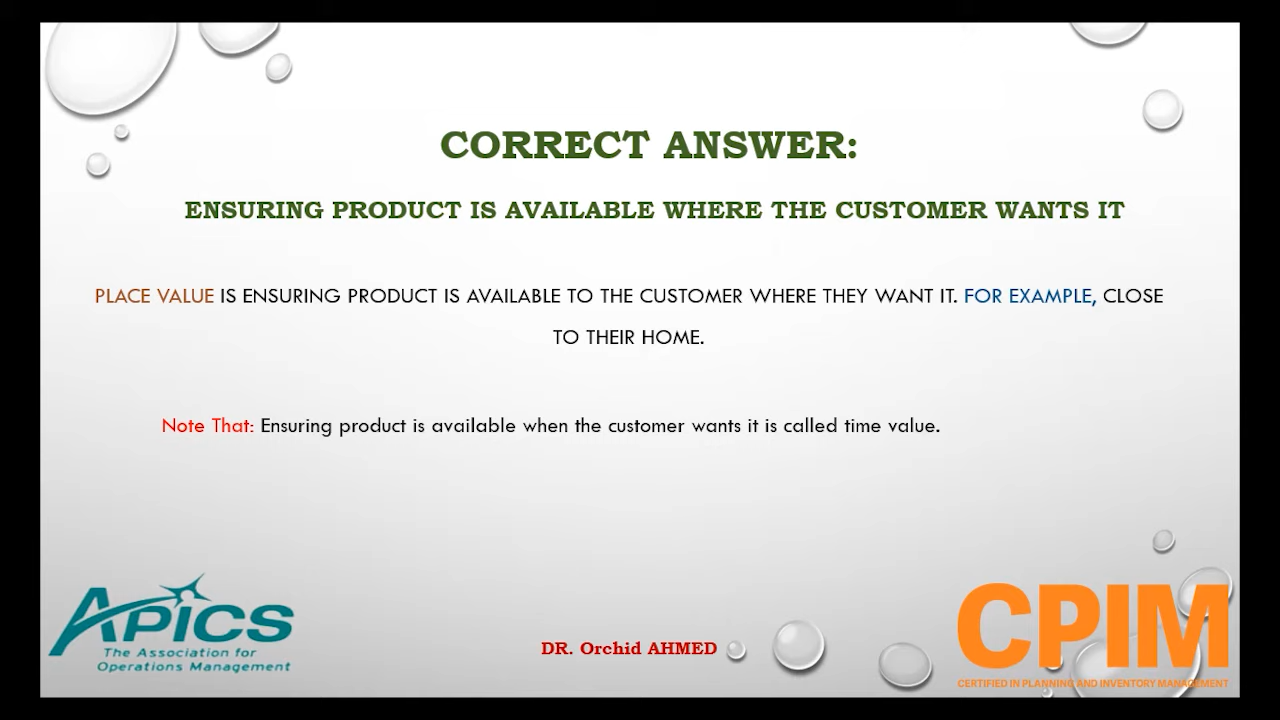 CORRECT ANSWER:
ENSURING PRODUCT IS AVAILABLE WHERE THE CUSTOMER WANTS IT
PLACE VALUE IS ENSURING PRODUCT IS AVAILABLE TO THE CUSTOMER WHERE THEY WANT IT. FOR EXAMPLE, CLOSE
TO THEIR HOME.
Note That: Ensuring product is available when the customer wants it is called time value.
APICS
The Association for
Operations Management
DR. Orchid AHMED
CPIM
CERTIFIED IN PLANNING AND INVENTORY MANAGEMENT